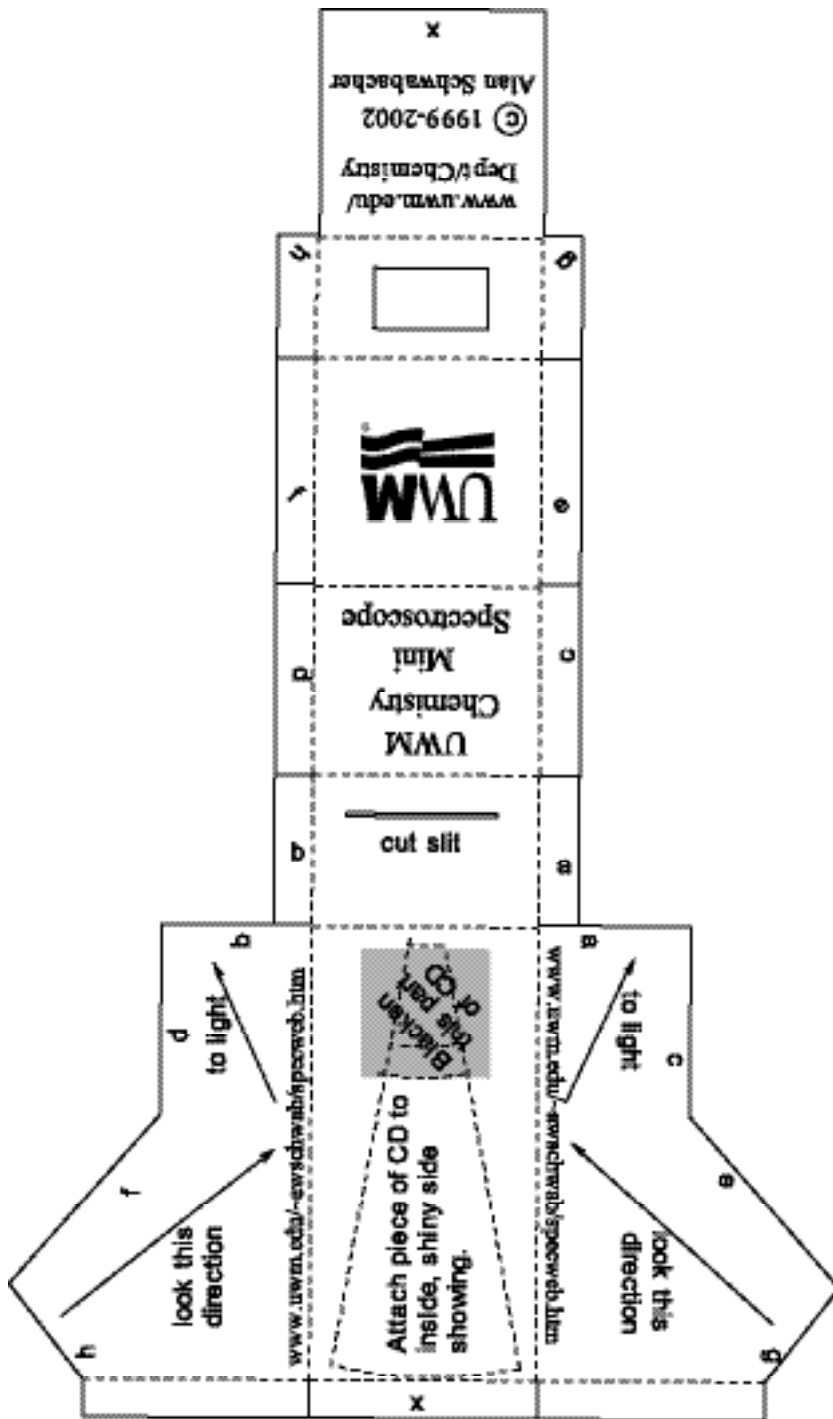 x
Alan Schwabacher
© 1999-2002
Dept/Chemistry
www.uwm.edu/
h
g
UWM
f
e
UWM
Chemistry
Mini
Spectroscope
d
c
cut slit
b
a
b
a
to light
to light
d
c
www.uwm.edu/~awschwab/specweb.htm
www.uwm.edu/~awschwab/specweb.htm
Blacken
this part
of CD
Attach piece of CD to
inside, shiny side
showing.
f
e
look this
direction
look this
direction
h
g
x